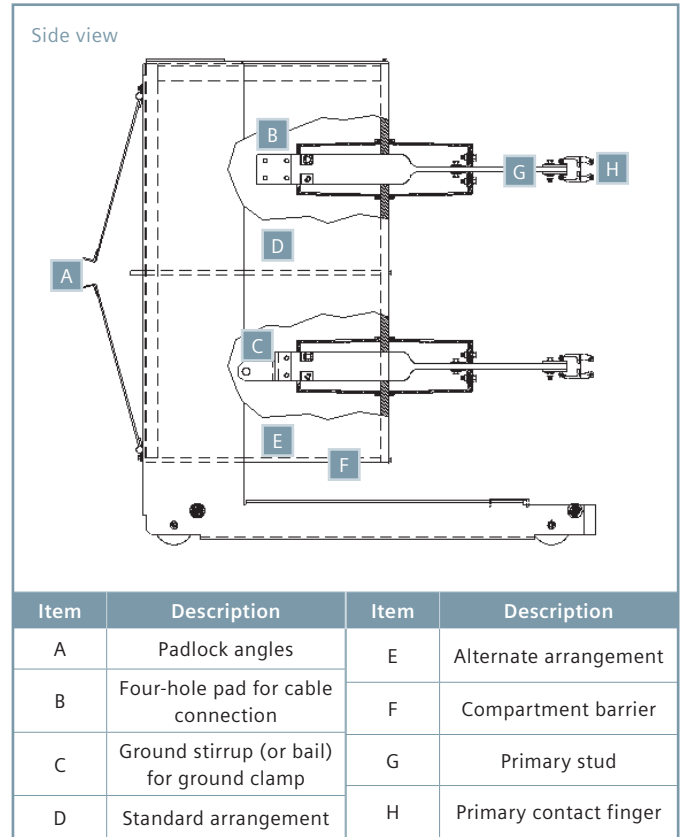 Side view
B
G
H
D
A
C
E
F
Item Description Item Description
A Padlock angles
B Four-hole pad for cable
connection
C Ground stirrup (or bail)
for ground clamp
D Standard arrangement
E Alternate arrangement
F Compartment barrier
G Primary stud
H Primary contact finger